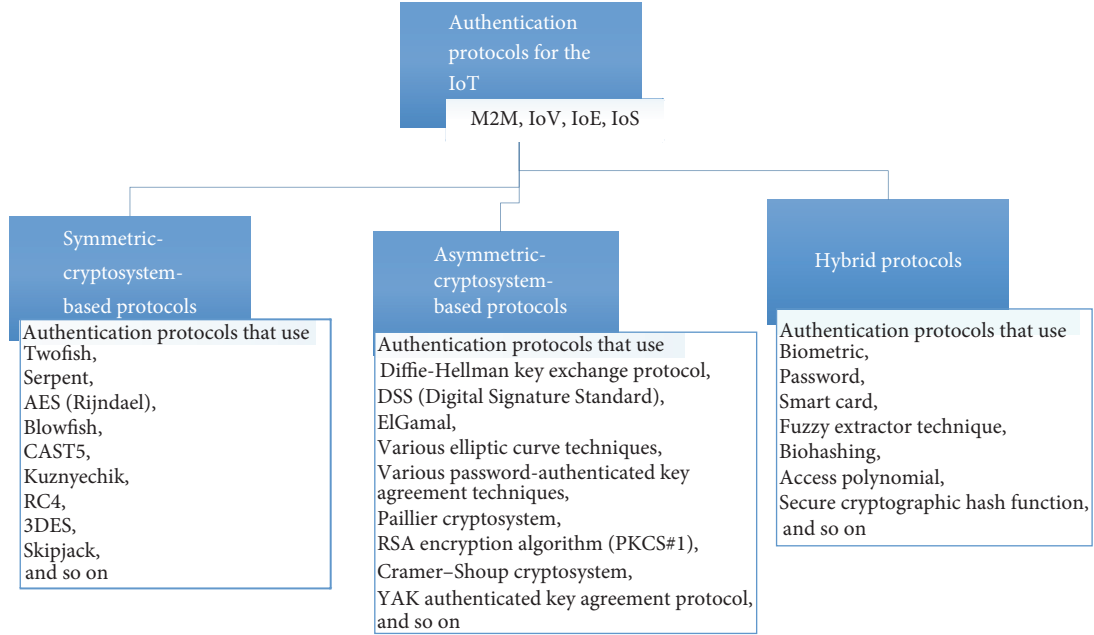 Authentication
protocols for the
IoT
M2M, IoV, IoE, IoS
Symmetric-
cryptosystem-
based protocols
Authentication protocols that use
Twofish,
Serpent,
AES (Rijndael),
Blowfish,
CAST5,
Kuznyechik,
RC4,
3DES,
Skipjack,
and so on
Asymmetric-
cryptosystem-
based protocols
Authentication protocols that use
Diffie-Hellman key exchange protocol,
DSS (Digital Signature Standard),
ElGamal,
Various elliptic curve techniques,
Various password-authenticated key
agreement techniques,
Paillier cryptosystem,
RSA encryption algorithm (PKCS#1),
Cramer–Shoup cryptosystem,
YAK authenticated key agreement protocol,
and so on
Hybrid protocols
Authentication protocols that use
Biometric,
Password,
Smart card,
Fuzzy extractor technique,
Biohashing,
Access polynomial,
Secure cryptographic hash function,
and so on